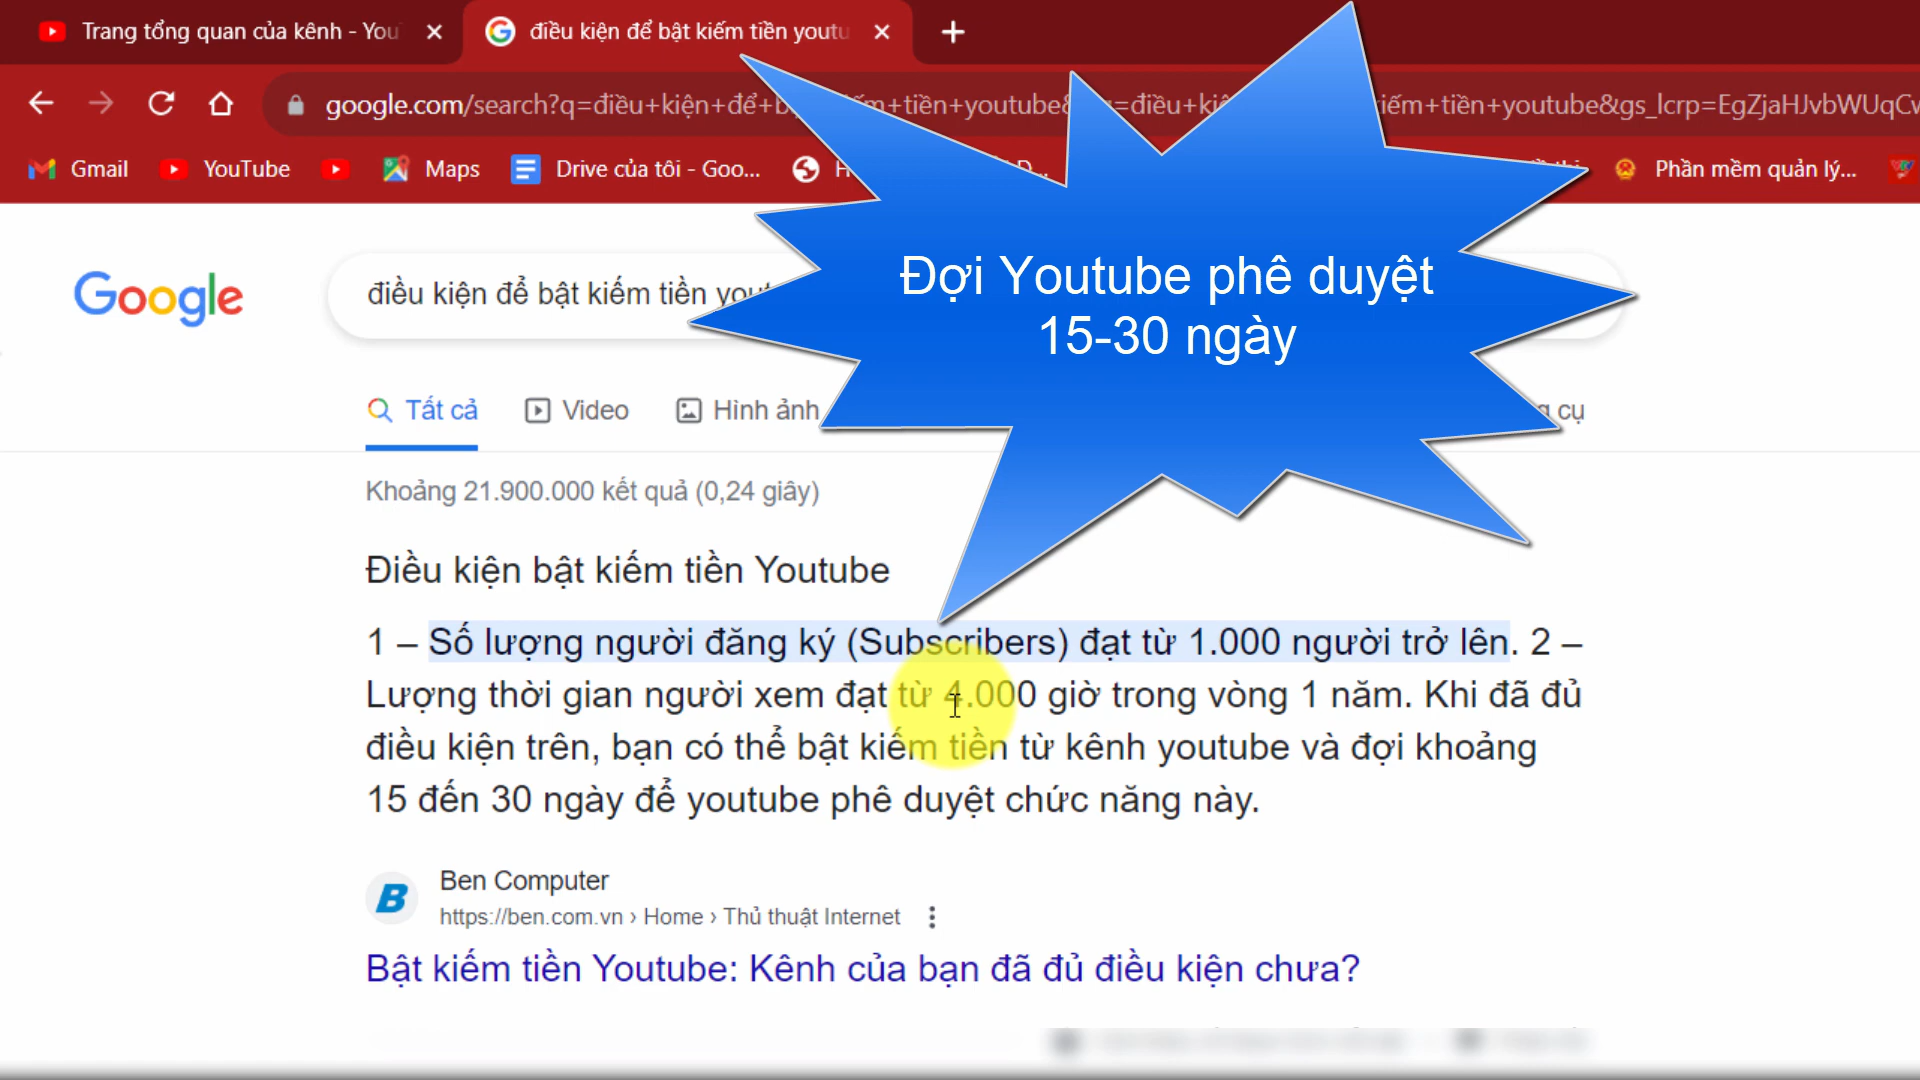 Trang tổng quan của kênh - You
điều kiện để bật kiếm tiền youtu
google.com/search?q=điều+kiện+để+b
iếm+tiền+youtube&gs_lcrp=EgZjaHJvbWUqCw
Gmail
YouTube
Maps
Drive của tôi - Goo...
Phần mềm quản lý...
Google
điều kiện để bật kiếm tiền
Đợi Youtube phê duyệt
15-30 ngày
Tất cả
Video
Hình ảnh
cụ
Khoảng 21.900.000 kết quả (0,24 giây)
Điều kiện bật kiếm tiền Youtube
1 – Số lượng người đăng ký (Subscribers) đạt từ 1.000 người trở lên. 2 –
Lượng thời gian người xem đạt từ 4.000 giờ trong vòng 1 năm. Khi đã đủ
điều kiện trên, bạn có thể bật kiếm tiền từ kênh youtube và đợi khoảng
15 đến 30 ngày để youtube phê duyệt chức năng này.
B
Ben Computer
https://ben.com.vn › Home › Thủ thuật Internet
Bật kiếm tiền Youtube: Kênh của bạn đã đủ điều kiện chưa?